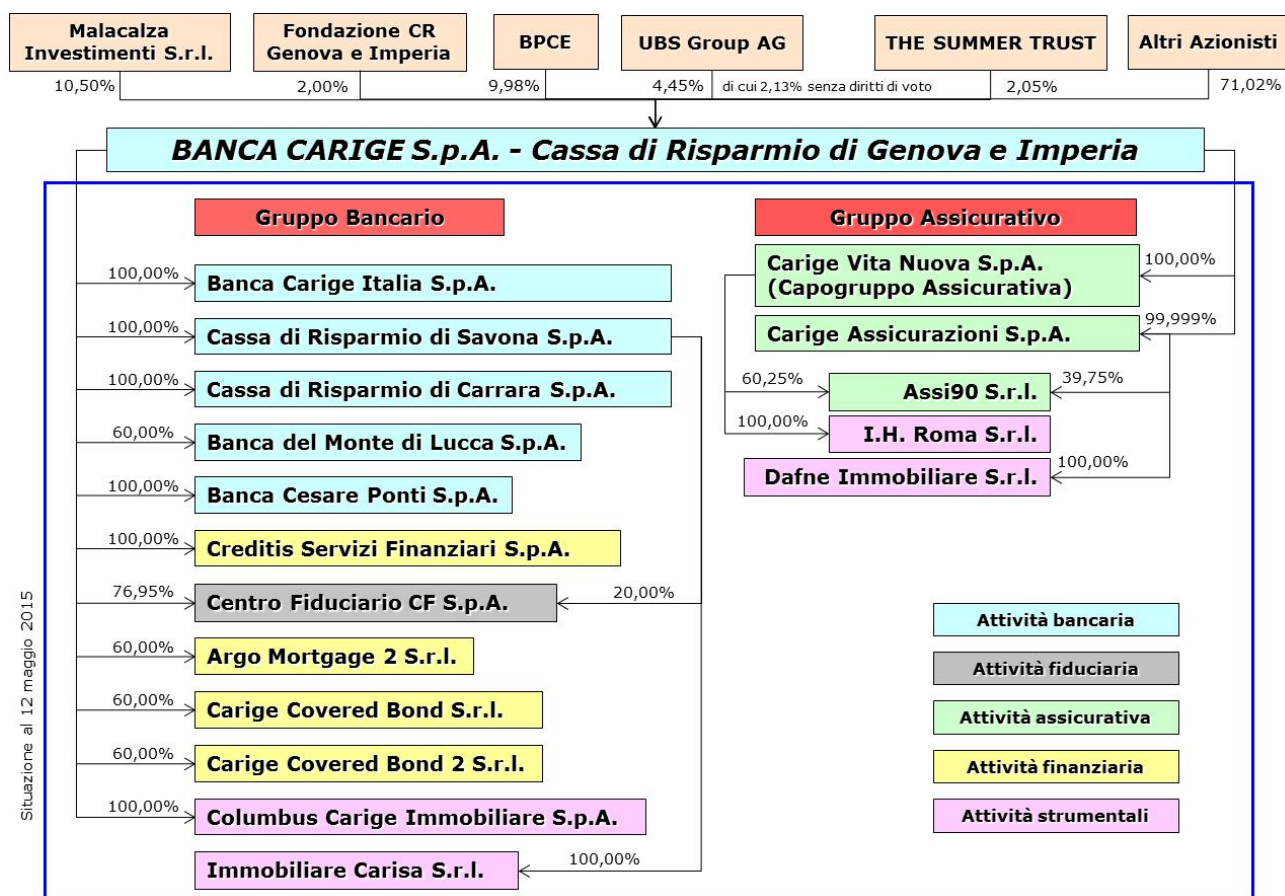 Malacalza
Investimenti S.r.l.
Fondazione CR
Genova e Imperia
BPCE
UBS Group AG
THE SUMMER TRUST
Altri Azionisti
10,50%
2,00%
9,98%
4,45%
di cui 2,13% senza diritti di voto
2,05%
71,02%
BANCA CARIGE S.p.A. - Cassa di Risparmio di Genova e Imperia
Gruppo Bancario
100,00%
Banca Carige Italia S.p.A.
100,00%
Cassa di Risparmio di Savona S.p.A.
100,00%
Cassa di Risparmio di Carrara S.p.A.
60,00%
Banca del Monte di Lucca S.p.A.
100,00%
Banca Cesare Ponti S.p.A.
100,00%
Creditis Servizi Finanziari S.p.A.
76,95%
Centro Fiduciario CF S.p.A.
20,00%
60,00%
Argo Mortgage 2 S.r.l.
60,00%
Carige Covered Bond S.r.l.
60,00%
Carige Covered Bond 2 S.r.l.
100,00%
Columbus Carige Immobiliare S.p.A.
Immobiliare Carisa S.r.l.
100,00%
Gruppo Assicurativo
Carige Vita Nuova S.p.A.
(Capogruppo Assicurativa)
100,00%
Carige Assicurazioni S.p.A.
99,999%
60,25%
Assi90 S.r.l.
39,75%
100,00%
I.H. Roma S.r.l.
Dafne Immobiliare S.r.l.
100,00%
Attività bancaria
Attività fiduciaria
Attività assicurativa
Attività finanziaria
Attività strumentali
Situazione al 12 maggio 2015